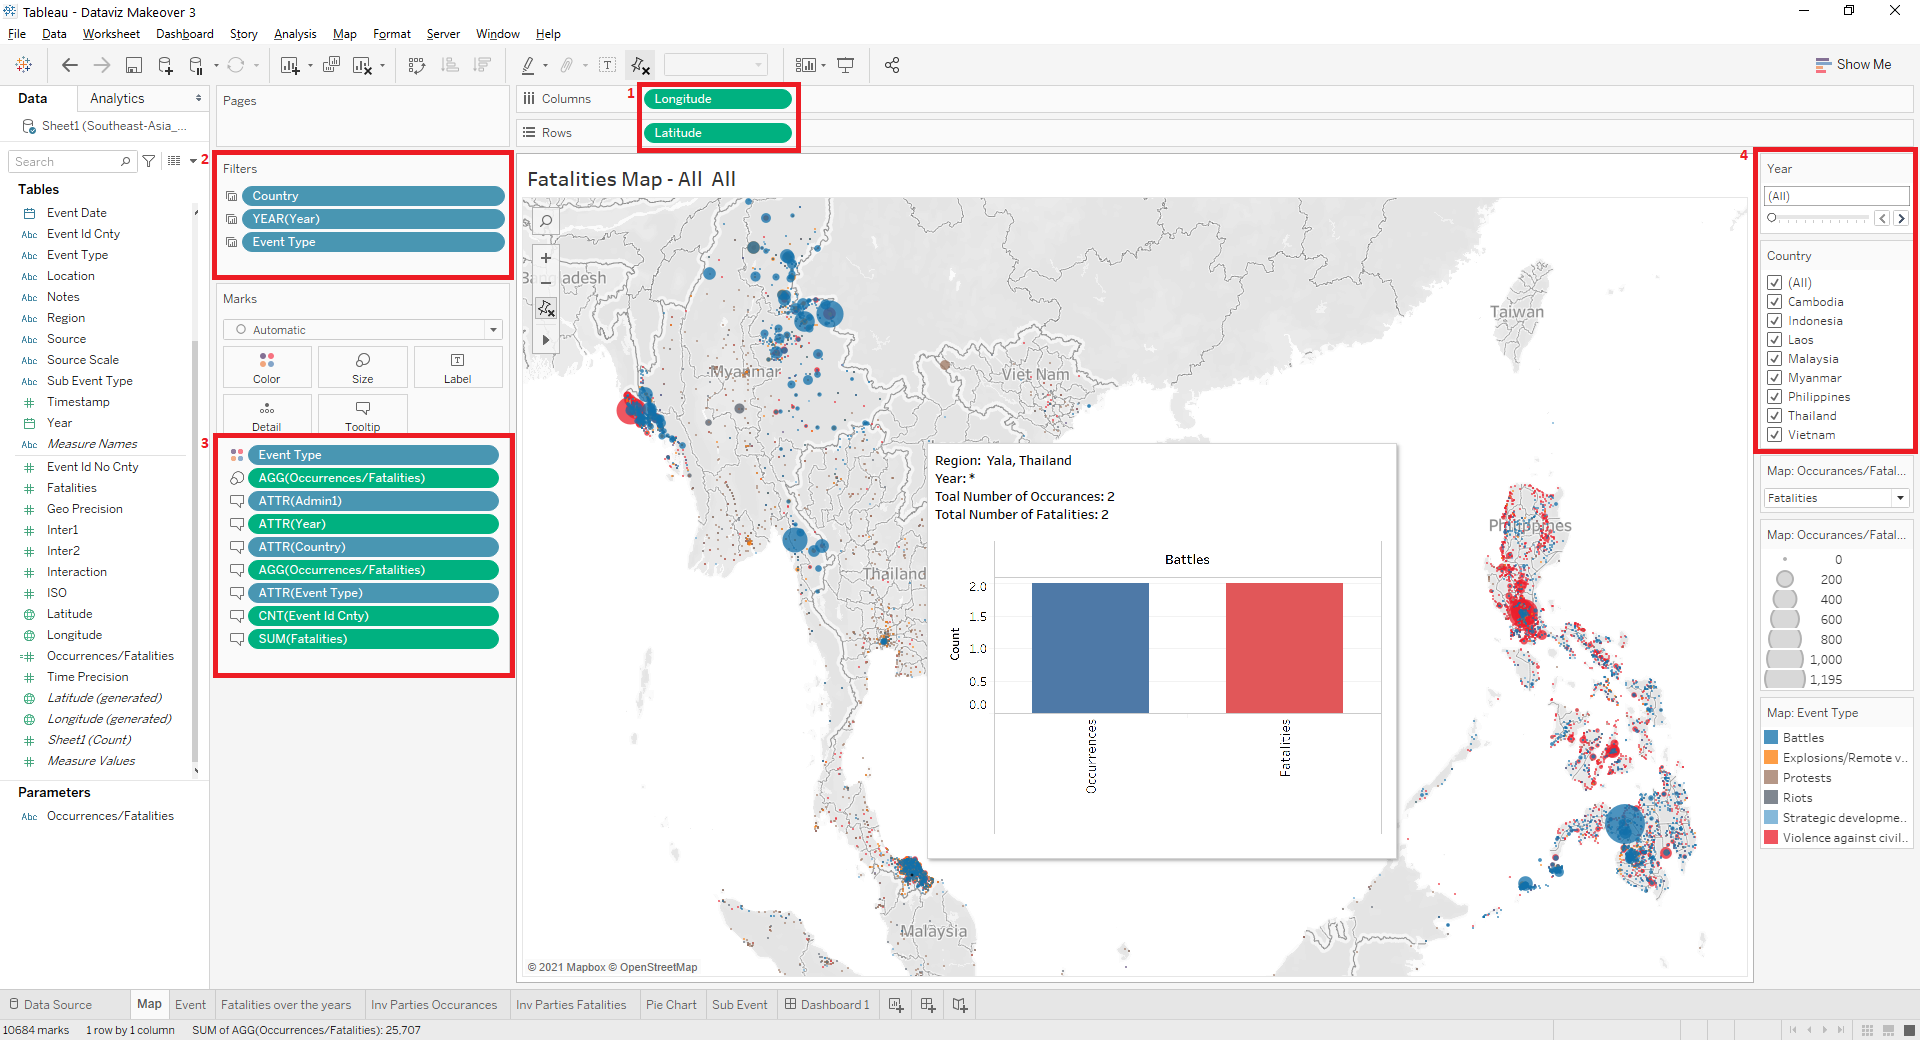 Tableau - Dataviz Makeover 3
File Data Worksheet Dashboard Story Analysis Map Format Server Window Help
Show Me
Data Analytics
Sheet1 (Southeast-Asia_...
Search
Tables
Event Date
Abc Event Id Cnty
Abc Event Type
Abc Location
Abc Notes
Abc Region
Abc Source
Abc Source Scale
Abc Sub Event Type
Timestamp
Year
Abc Measure Names
Event Id No Cnty
Fatalities
Geo Precision
Inter1
Inter2
Interaction
ISO
Latitude
Longitude
Occurrences/Fatalities
Time Precision
Latitude (generated)
Longitude (generated)
Sheet1 (Count)
Measure Values
Parameters
Abc Occurrences/Fatalities
Pages
2
Filters
Country
YEAR(Year)
Event Type
Marks
Automatic
Color Size Label
Detail Tooltip
3
Event Type
AGG(Occurrences/Fatalities)
ATTR(Admin1)
ATTR(Year)
ATTR(Country)
AGG(Occurrences/Fatalities)
ATTR(Event Type)
CNT(Event Id Cnty)
SUM(Fatalities)
1
Columns Longitude
Rows Latitude
Fatalities Map - All All
Bangladesh
Taiwan
Myanmar
Viet Nam
Philippines
Thailand
Malaysia
Region: Yala, Thailand
Year: *
Toal Number of Occurances: 2
Total Number of Fatalities: 2
Battles
Count
2.0
1.5
1.0
0.5
0.0
Occurrences
Fatalities
© 2021 Mapbox © OpenStreetMap
4
Year
(All)
Country
(All)
Cambodia
Indonesia
Laos
Malaysia
Myanmar
Philippines
Thailand
Vietnam
Map: Occurances/Fatal...
Fatalities
Map: Occurances/Fatal...
0
200
400
600
800
1,000
1,195
Map: Event Type
Battles
Explosions/Remote v..
Protests
Riots
Strategic developme..
Violence against civil..
Data Source Map Event Fatalities over the years Inv Parties Occurances Inv Parties Fatalities Pie Chart Sub Event Dashboard 1
10684 marks 1 row by 1 column SUM of AGG(Occurrences/Fatalities): 25,707